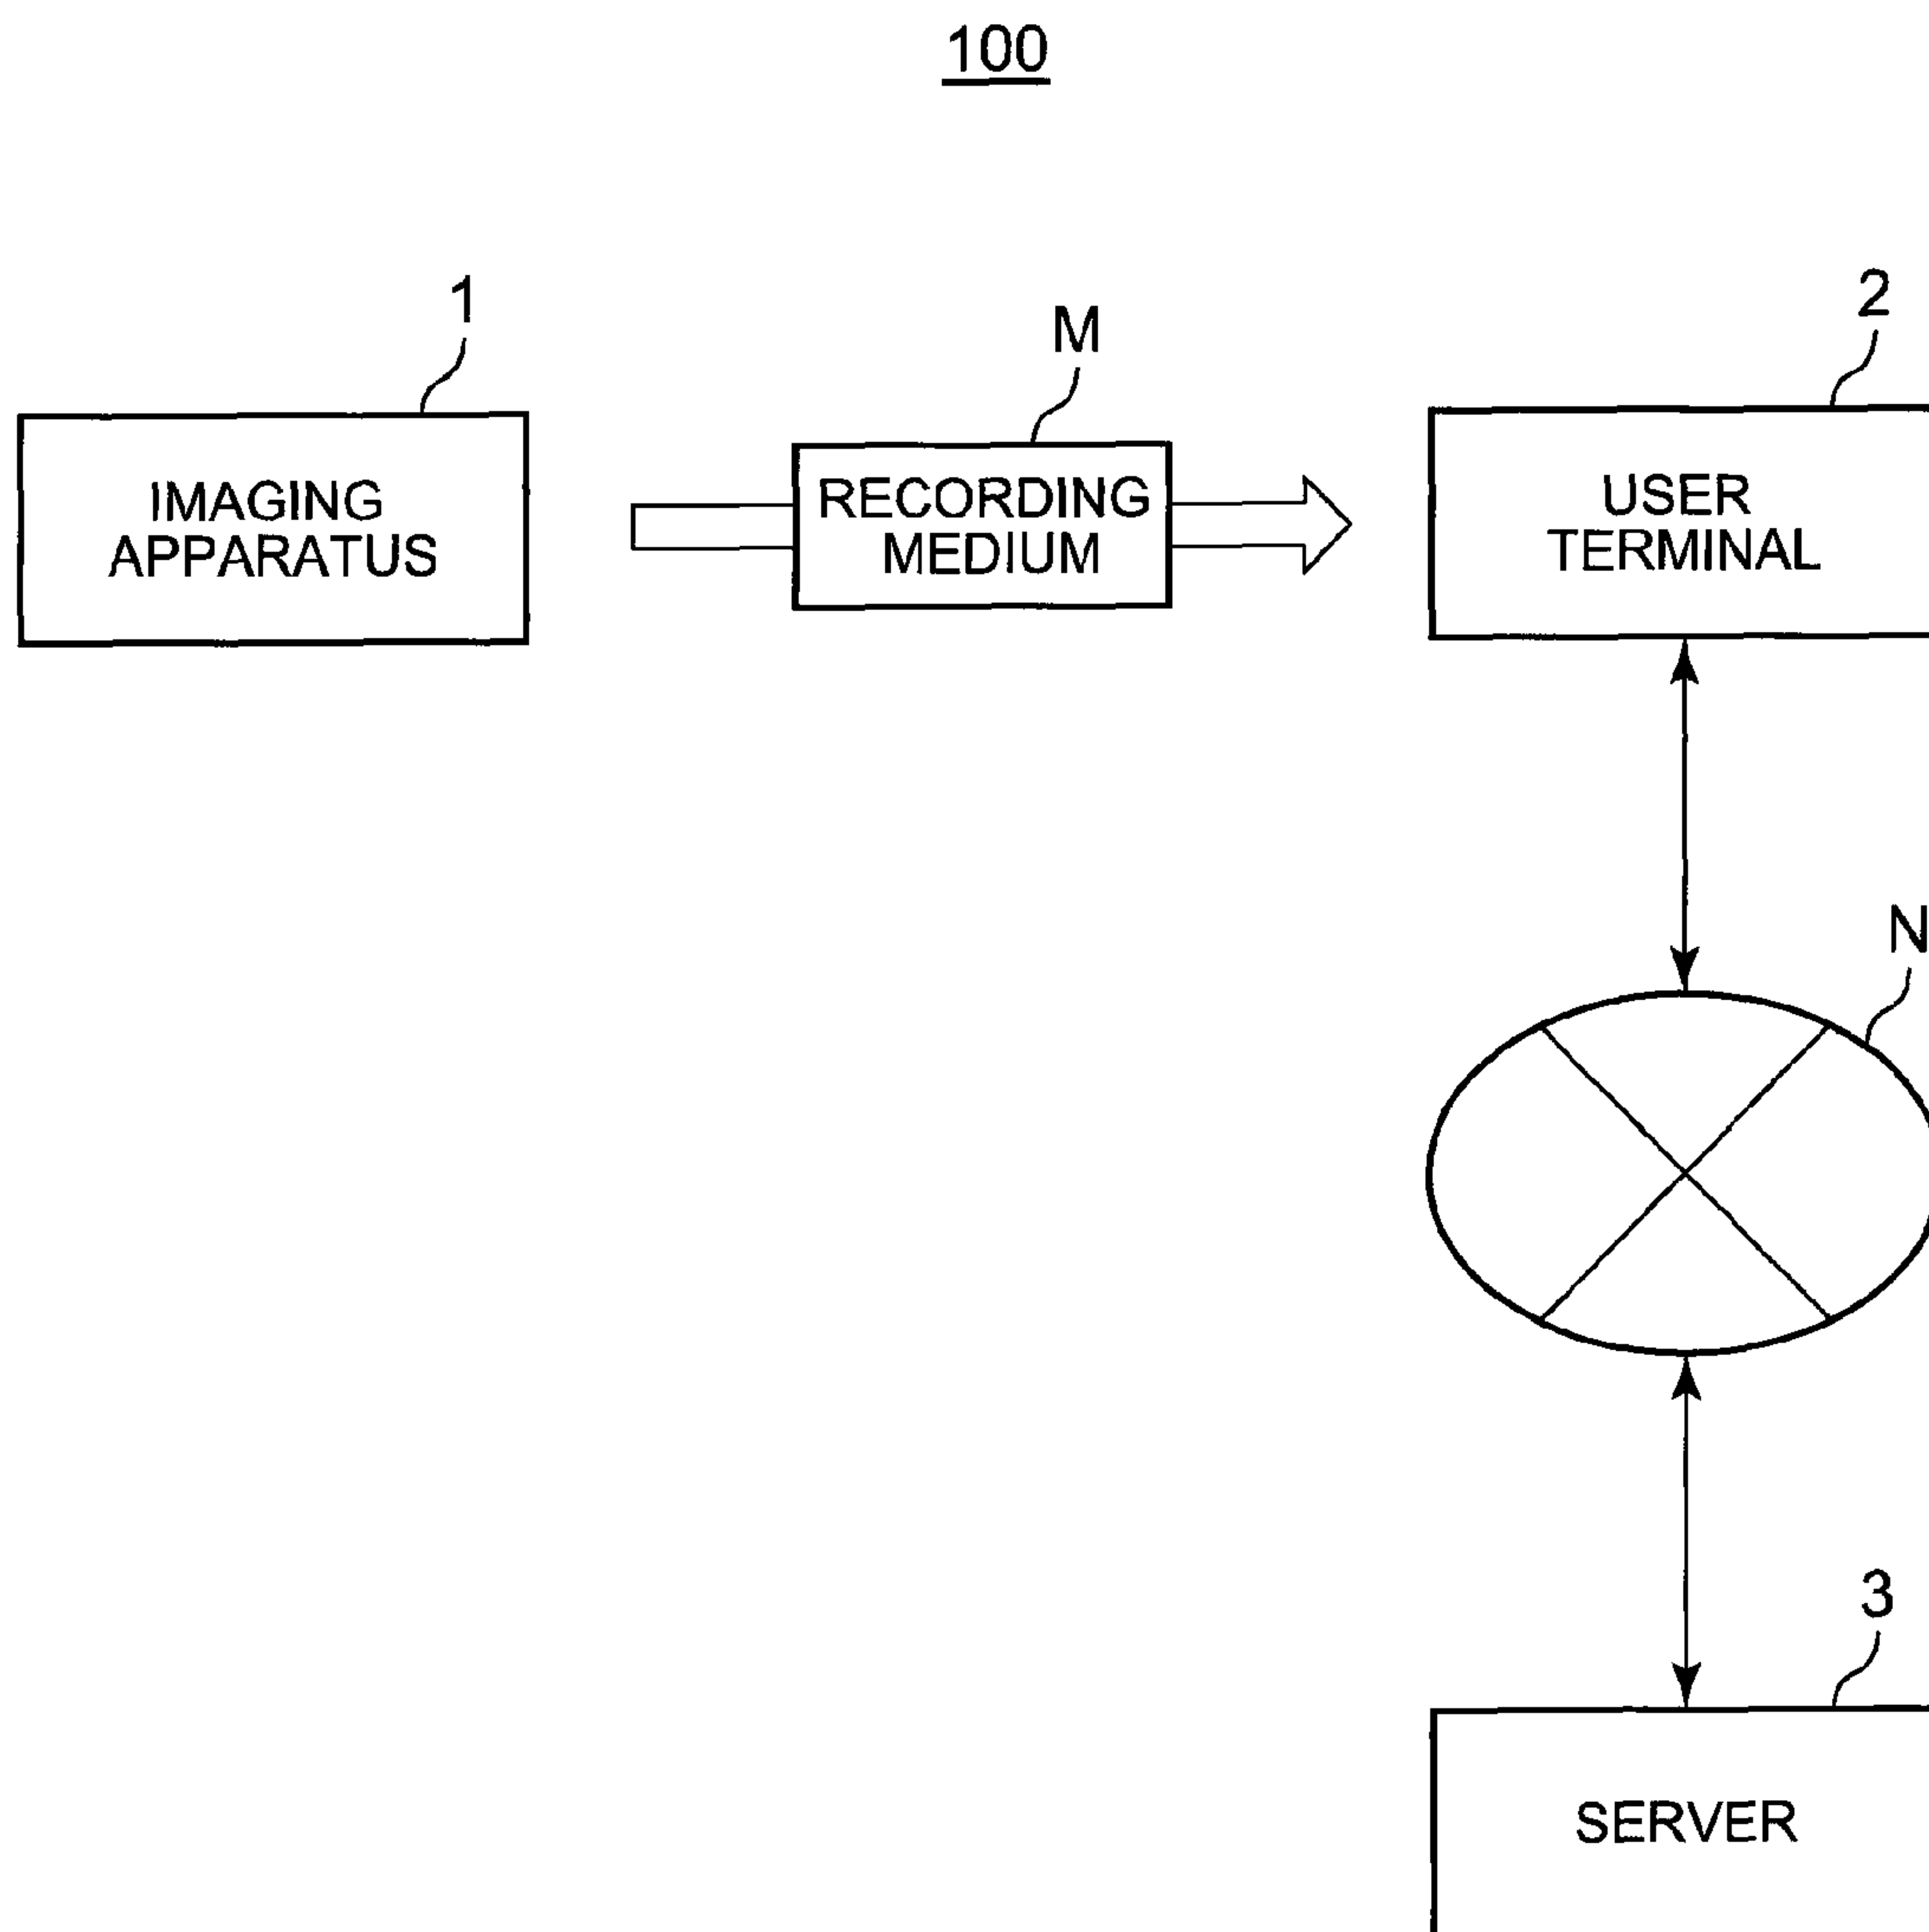 100
1
M
2
IMAGING
APPARATUS
RECORDING
MEDIUM
USER
TERMINAL
N
3
SERVER